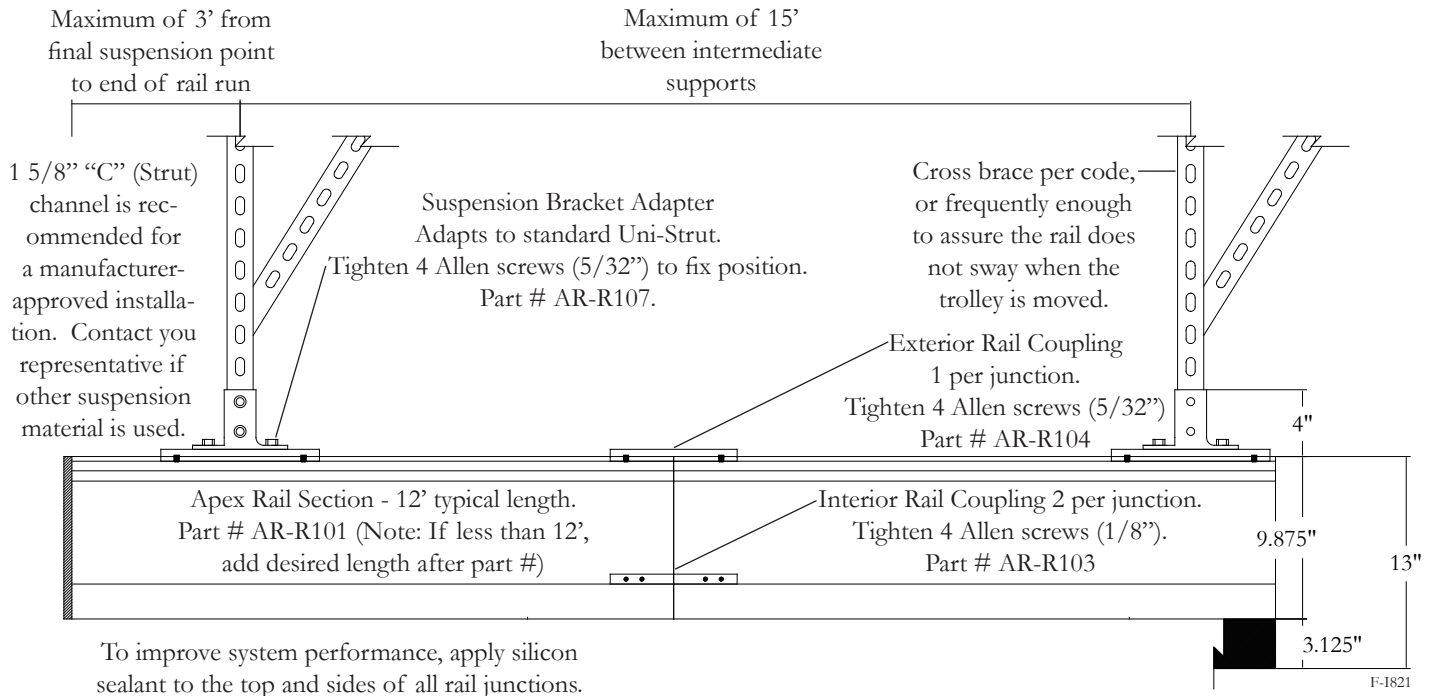 Maximum of 3’ from
final suspension point
to end of rail run
Maximum of 15’
between intermediate
supports
1 5/8” “C” (Strut)
channel is rec-
ommended for
a manufacturer-
approved installa-
tion. Contact you
representative if
other suspension
material is used.
Suspension Bracket Adapter
Adapts to standard Uni-Strut.
Tighten 4 Allen screws (5/32”) to fix position.
Part # AR-R107.
Cross brace per code,
or frequently enough
to assure the rail does
not sway when the
trolley is moved.
Exterior Rail Coupling
1 per junction.
Tighten 4 Allen screws (5/32”)
Part # AR-R104
4"
Apex Rail Section - 12’ typical length.
Part # AR-R101 (Note: If less than 12’,
add desired length after part #)
Interior Rail Coupling 2 per junction.
Tighten 4 Allen screws (1/8”).
Part # AR-R103
9.875"
13"
3.125"
To improve system performance, apply silicon
sealant to the top and sides of all rail junctions.
F-I821